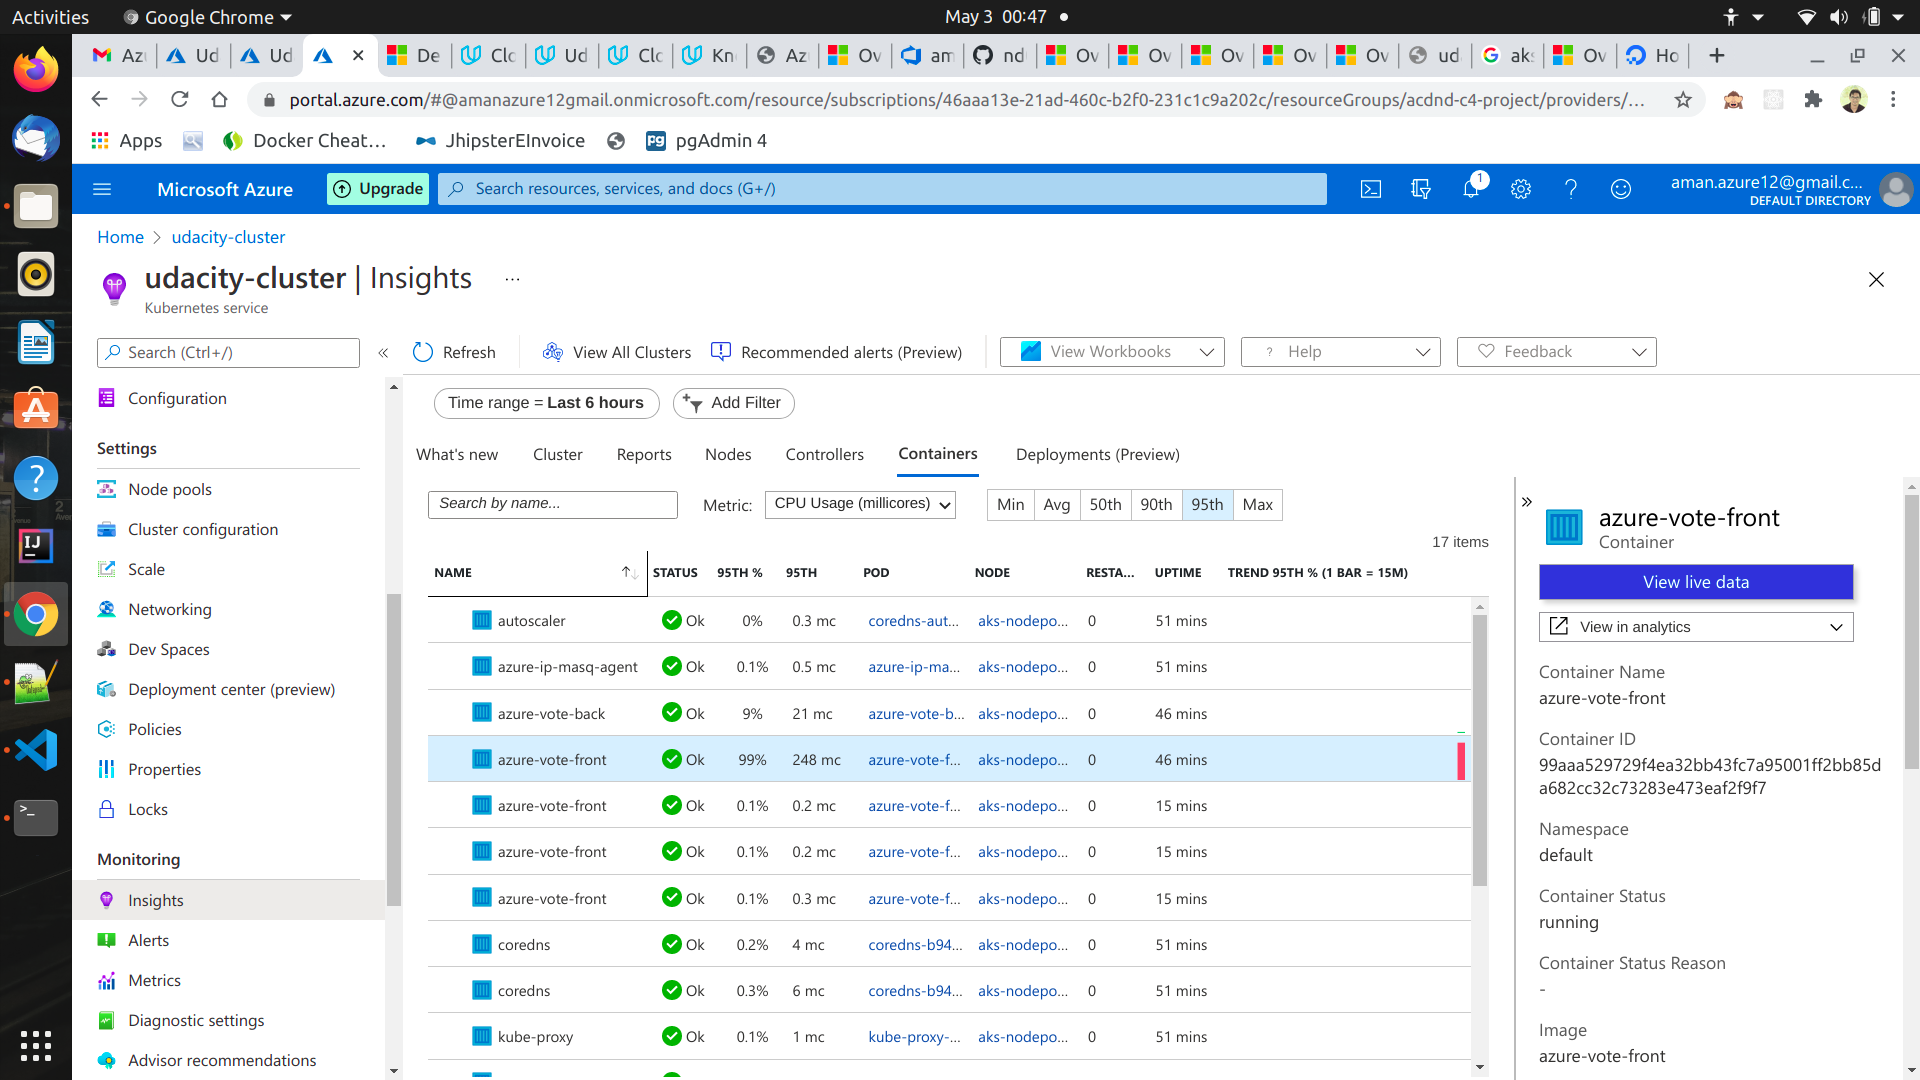 Activities
Google Chrome
May 3 00:47
Az
Ud
Ud
De
Clo
Ud
Clo
Kn
Az
Ov
am
nd
Ov
Ov
Ov
Ov
Ov
ud
aks
Ov
Ho
portal.azure.com/#@amanazure12gmail.onmicrosoft.com/resource/subscriptions/46aaa13e-21ad-460c-b2f0-231c1c9a202c/resourceGroups/acdnd-c4-project/providers/...
Apps
Docker Cheat...
JhipsterEInvoice
pg
pgAdmin 4
Microsoft Azure
Upgrade
Search resources, services, and docs (G+/)
1
aman.azure12@gmail.c...
DEFAULT DIRECTORY
Home > udacity-cluster
udacity-cluster | Insights ...
Kubernetes service
Search (Ctrl+/)
«
Refresh
View All Clusters
Recommended alerts (Preview)
View Workbooks
? Help
Feedback
Configuration
Settings
Node pools
Cluster configuration
Scale
Networking
Dev Spaces
Deployment center (preview)
Policies
Properties
Locks
Monitoring
Insights
Alerts
Metrics
Diagnostic settings
Advisor recommendations
Time range = Last 6 hours
Add Filter
What's new
Cluster
Reports
Nodes
Controllers
Containers
Deployments (Preview)
Search by name...
Metric:
CPU Usage (millicores)
Min Avg 50th 90th 95th Max
17 items
NAME STATUS 95TH % 95TH POD NODE RESTA... UPTIME TREND 95TH % (1 BAR = 15M)
autoscaler Ok 0% 0.3 mc coredns-aut... aks-nodepo... 0 51 mins
azure-ip-masq-agent Ok 0.1% 0.5 mc azure-ip-ma... aks-nodepo... 0 51 mins
azure-vote-back Ok 9% 21 mc azure-vote-b... aks-nodepo... 0 46 mins
azure-vote-front Ok 99% 248 mc azure-vote-f... aks-nodepo... 0 46 mins
azure-vote-front Ok 0.1% 0.2 mc azure-vote-f... aks-nodepo... 0 15 mins
azure-vote-front Ok 0.1% 0.2 mc azure-vote-f... aks-nodepo... 0 15 mins
azure-vote-front Ok 0.1% 0.3 mc azure-vote-f... aks-nodepo... 0 15 mins
coredns Ok 0.2% 4 mc coredns-b94... aks-nodepo... 0 51 mins
coredns Ok 0.3% 6 mc coredns-b94... aks-nodepo... 0 51 mins
kube-proxy Ok 0.1% 1 mc kube-proxy-... aks-nodepo... 0 51 mins
»
azure-vote-front
Container
View live data
View in analytics
Container Name
azure-vote-front
Container ID
99aaa529729f4ea32bb43fc7a95001ff2bb85d
a682cc32c73283e473eaf2f9f7
Namespace
default
Container Status
running
Container Status Reason
-
Image
azure-vote-front